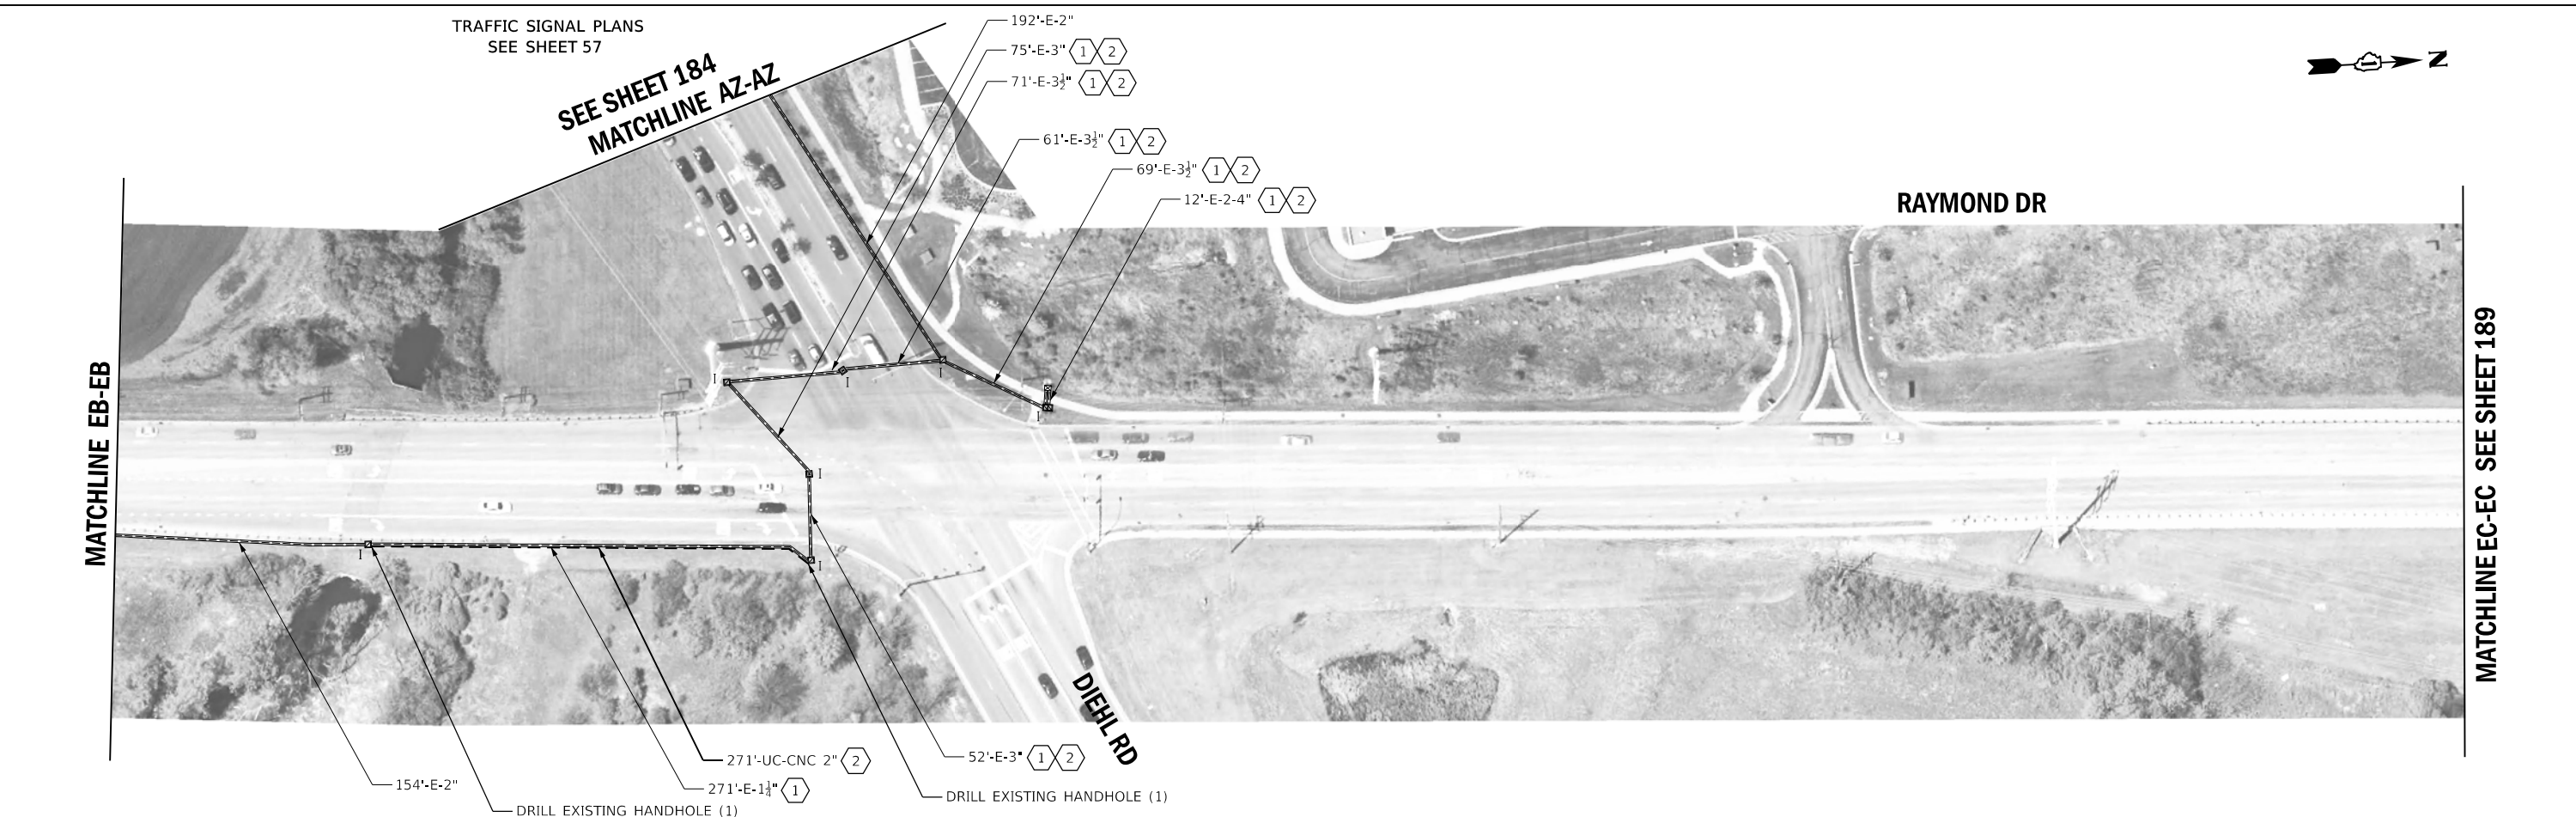 TRAFFIC SIGNAL PLANS
SEE SHEET 57
SEE SHEET 184
MATCHLINE AZ-AZ
192'-E-2"
75'-E-3" 1 2
71'-E-3½" 1 2
61'-E-3½" 1 2
69'-E-3½" 1 2
12'-E-2-4" 1 2
N
RAYMOND DR
MATCHLINE EB-EB
MATCHLINE EC-EC SEE SHEET 189
I
I
I
I
I
I
I
DIEHL RD
154'-E-2"
DRILL EXISTING HANDHOLE (1)
271'-E-1¼" 1
271'-UC-CNC 2" 2
52'-E-3" 1 2
DRILL EXISTING HANDHOLE (1)